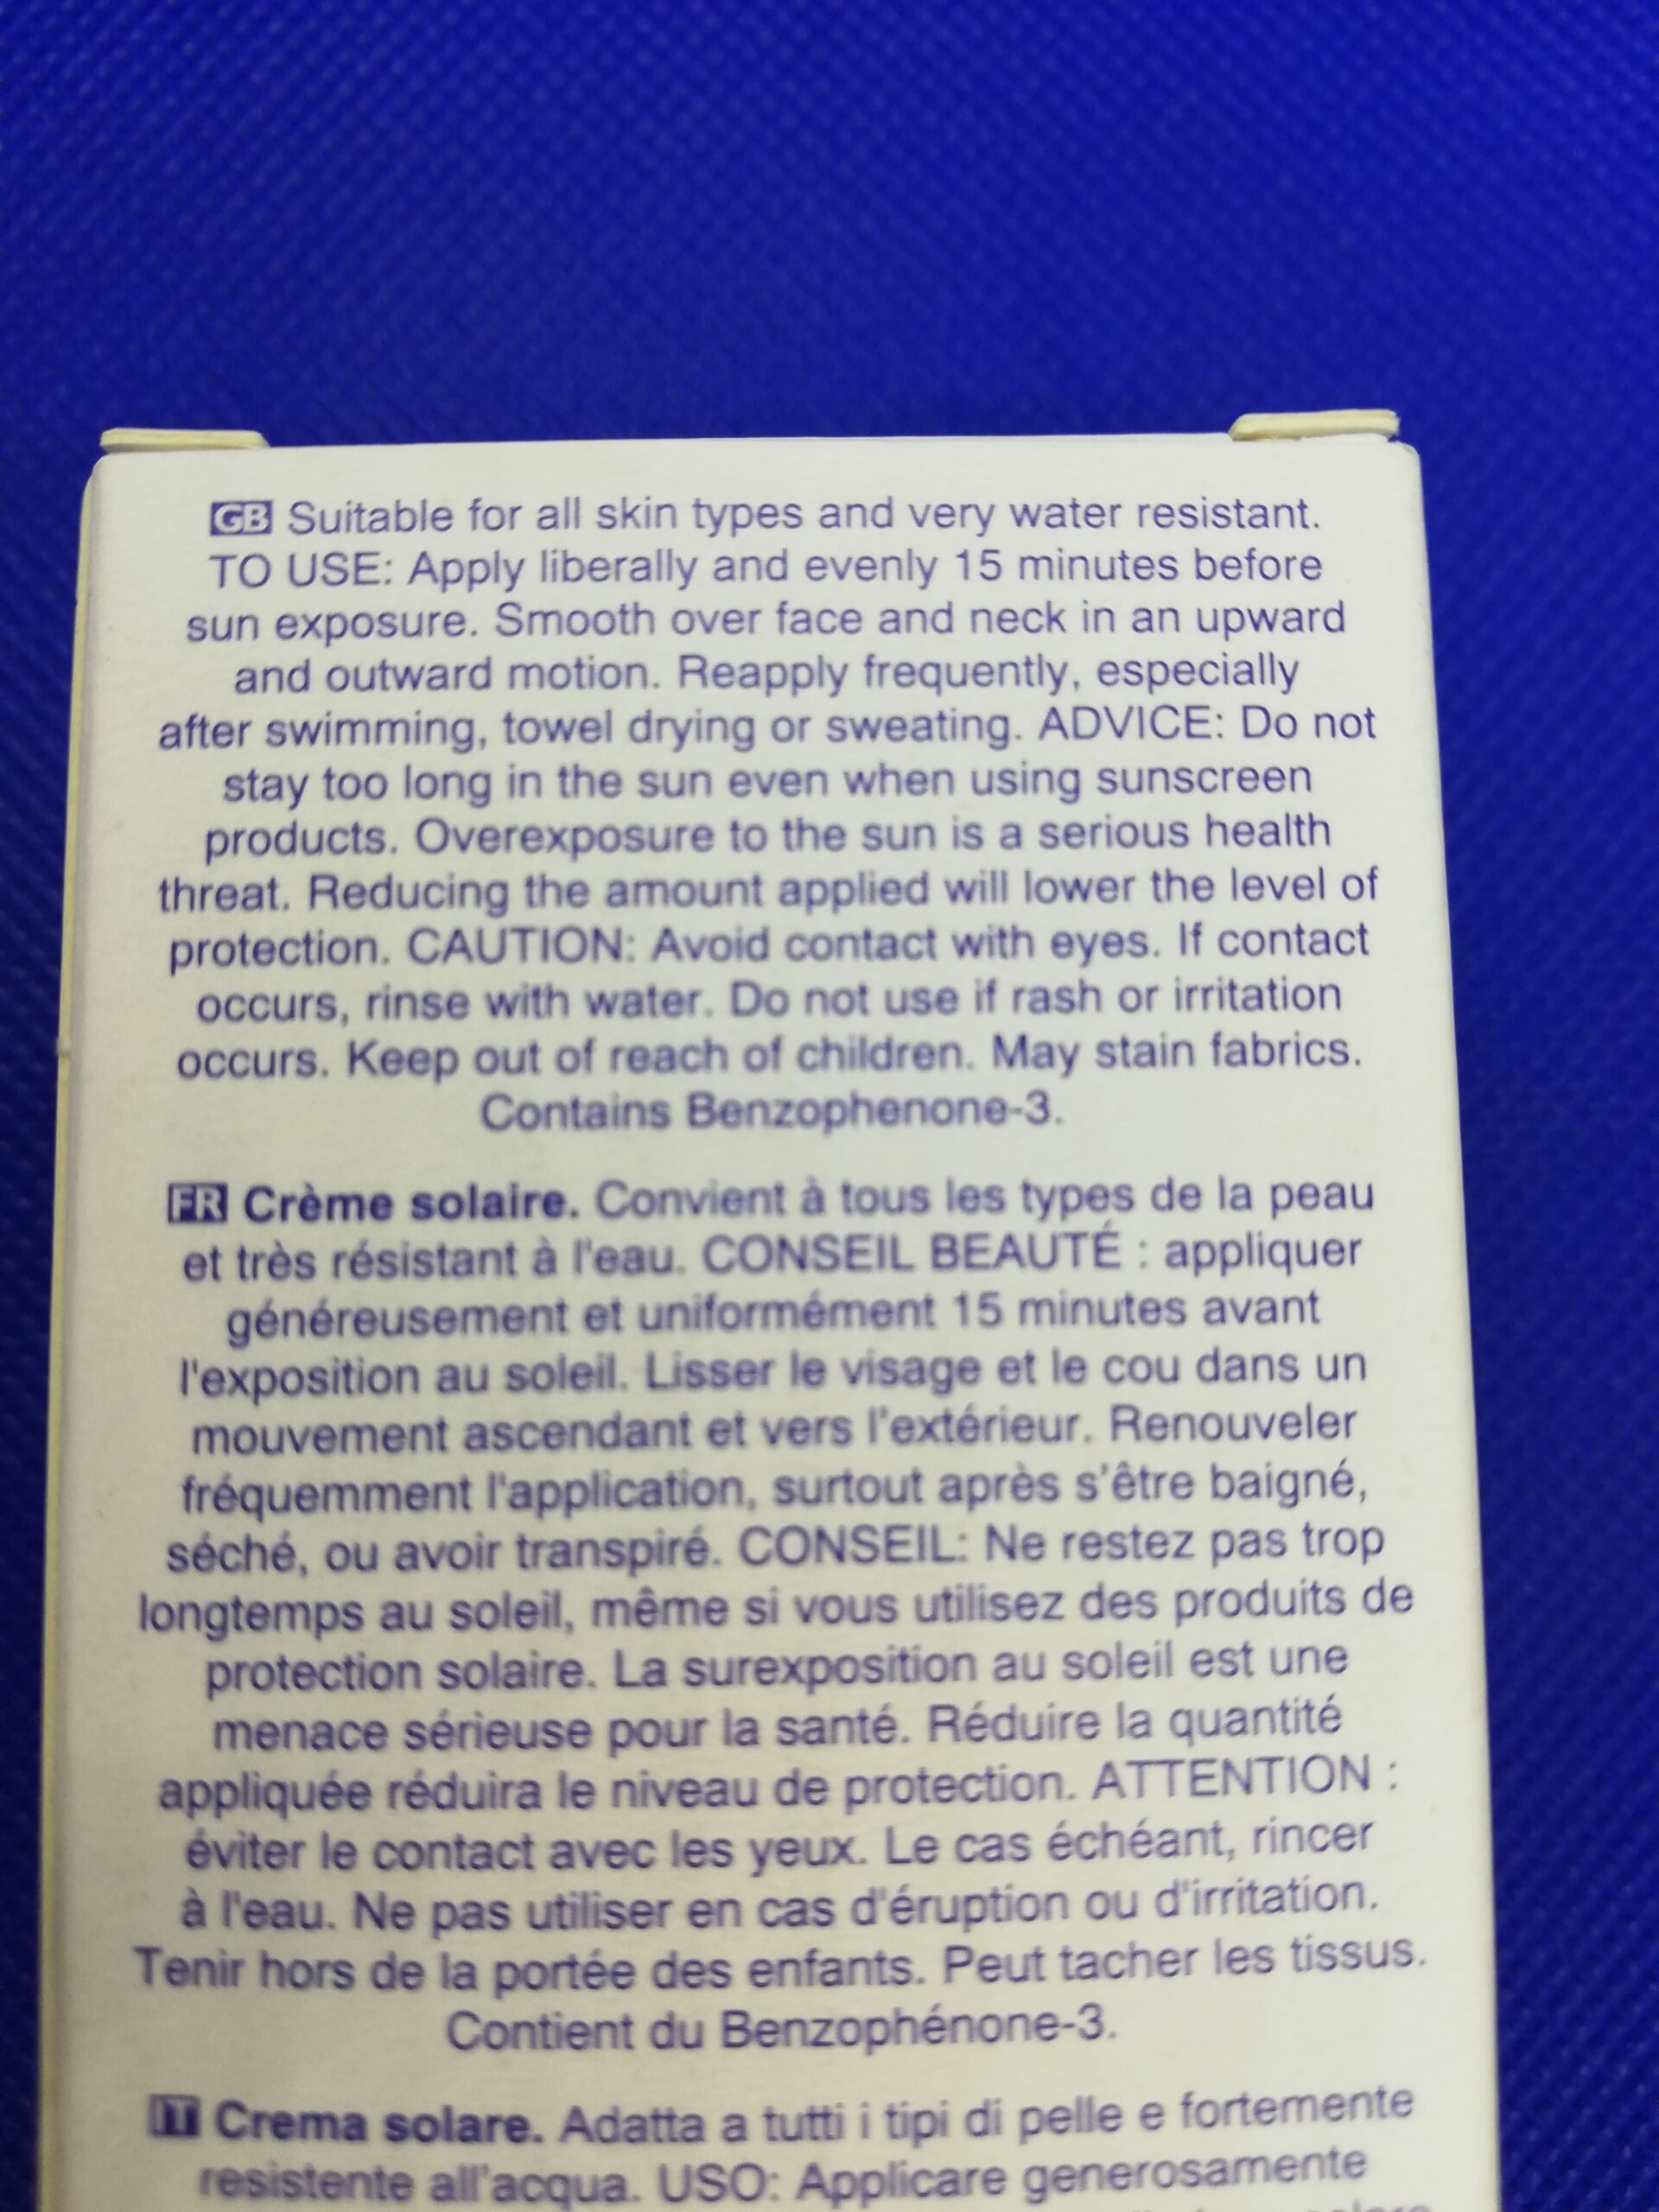 GB Suitable for all skin types and very water resistant.
TO USE: Apply liberally and evenly 15 minutes before
sun exposure. Smooth over face and neck in an upward
and outward motion. Reapply frequently, especially
after swimming, towel drying or sweating. ADVICE: Do not
stay too long in the sun even when using sunscreen
products. Overexposure to the sun is a serious health
threat. Reducing the amount applied will lower the level of
protection. CAUTION: Avoid contact with eyes. If contact
occurs, rinse with water. Do not use if rash or irritation
occurs. Keep out of reach of children. May stain fabrics.
Contains Benzophenone-3.
FR Crème solaire. Convient à tous les types de la peau
et très résistant à l'eau. CONSEIL BEAUTÉ : appliquer
généreusement et uniformément 15 minutes avant
l'exposition au soleil. Lisser le visage et le cou dans un
mouvement ascendant et vers l'extérieur. Renouveler
fréquemment l'application, surtout après s'être baigné,
séché, ou avoir transpiré. CONSEIL: Ne restez pas trop
longtemps au soleil, même si vous utilisez des produits de
protection solaire. La surexposition au soleil est une
menace sérieuse pour la santé. Réduire la quantité
appliquée réduira le niveau de protection. ATTENTION :
éviter le contact avec les yeux. Le cas échéant, rincer
à l'eau. Ne pas utiliser en cas d'éruption ou d'irritation.
Tenir hors de la portée des enfants. Peut tacher les tissus.
Contient du Benzophénone-3.
IT Crema solare. Adatta a tutti i tipi di pelle e fortemente
resistente all'acqua. USO: Applicare generosamente